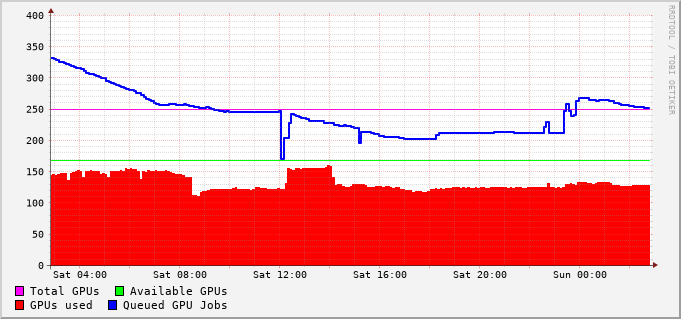 400
350
300
250
200
150
100
50
0
Sat 04:00 Sat 08:00 Sat 12:00 Sat 16:00 Sat 20:00 Sun 00:00
Total GPUs Available GPUs
GPUs used Queued GPU Jobs
RRDTOOL / TOBI OETIKER